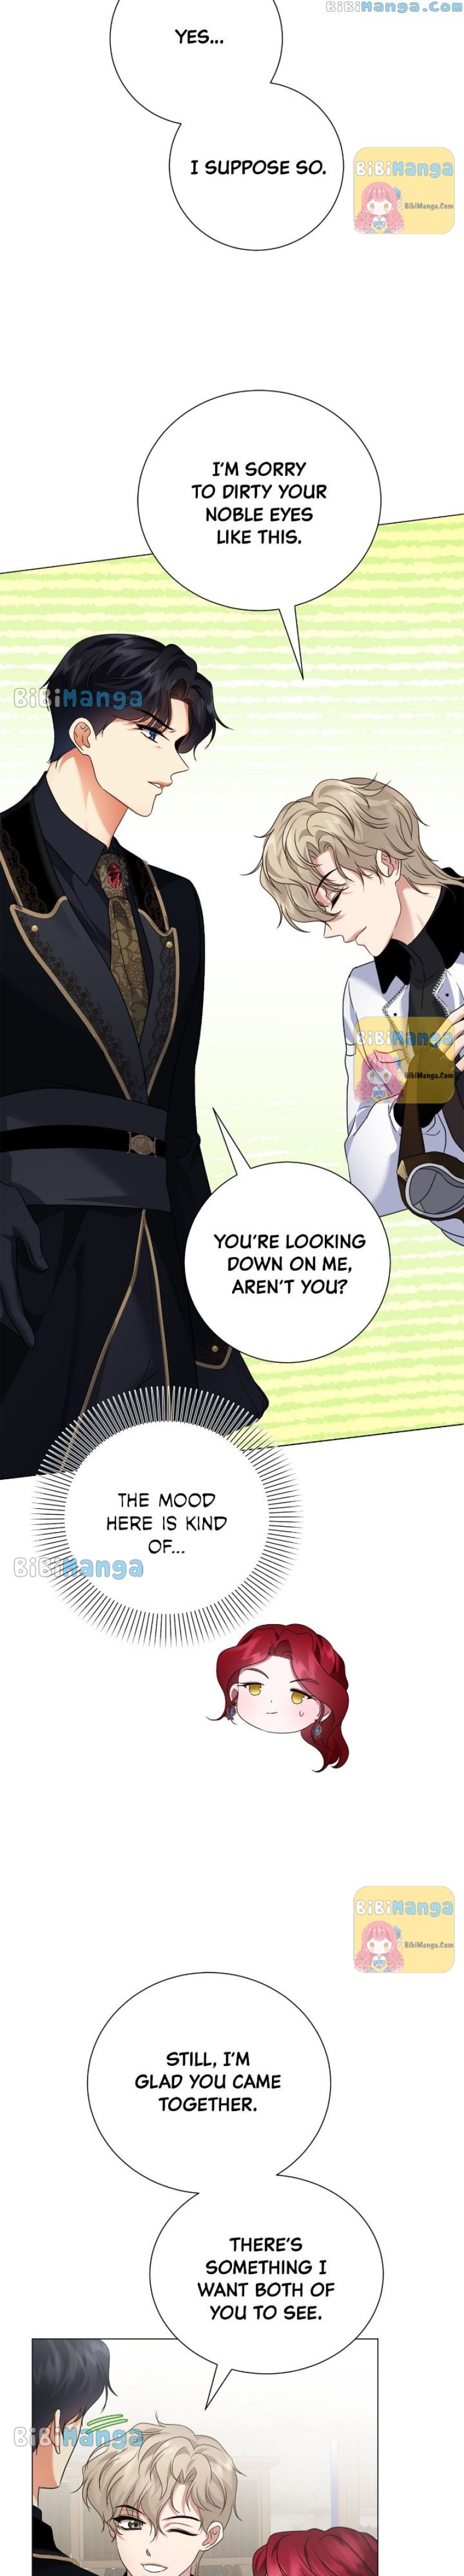 BiBiManga.Com
YES...
I SUPPOSE SO.
BiBiManga
BibiManga.Com
I'M SORRY
TO DIRTY YOUR
NOBLE EYES
LIKE THIS.
BiBiManga
BiBiManga
BibiManga.Com
YOU'RE LOOKING
DOWN ON ME,
AREN'T YOU?
THE MOOD
HERE IS KIND
OF...
BiBiManga
BiBiManga
BibiManga.Com
STILL, I'M
GLAD YOU CAME
TOGETHER.
THERE'S
SOMETHING I
WANT BOTH OF
YOU TO SEE.
BiBiManga